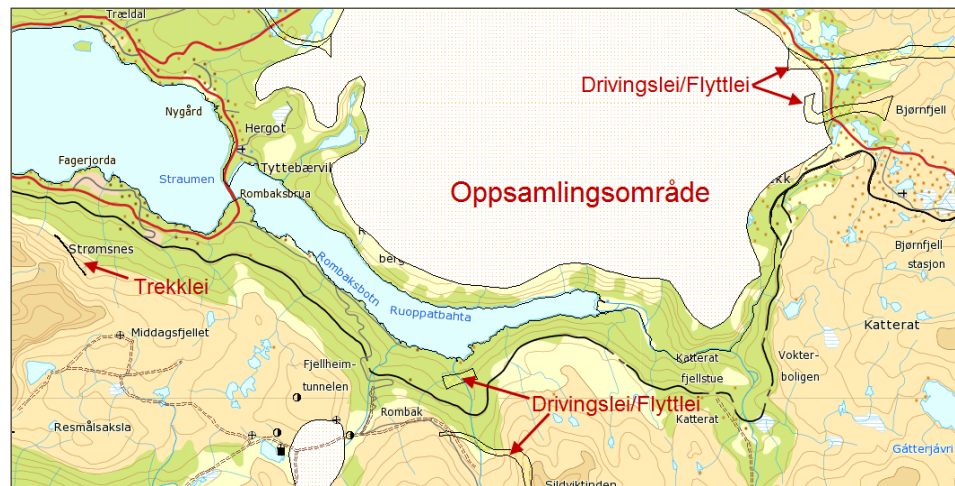 Trældal
Drivingslei/Flyttlei
Nygård
Bjørnfjell
Hergot
Fagerjorda
Tyttebærvik
Straumen
Rombaksbrua
Oppsamlingsområde
Strømsnes
Bjørnfjell
stasjon
Trekklei
Rombaksbotn
Ruoppatbahta
Middagsfjellet
Katterat
Fjellheim-
tunnelen
Katterat
fjellstue
Vokter-
boligen
Drivingslei/Flyttlei
Rombak
Katterat
Resmålsaksla
Gátterjávri
Sildviktinden